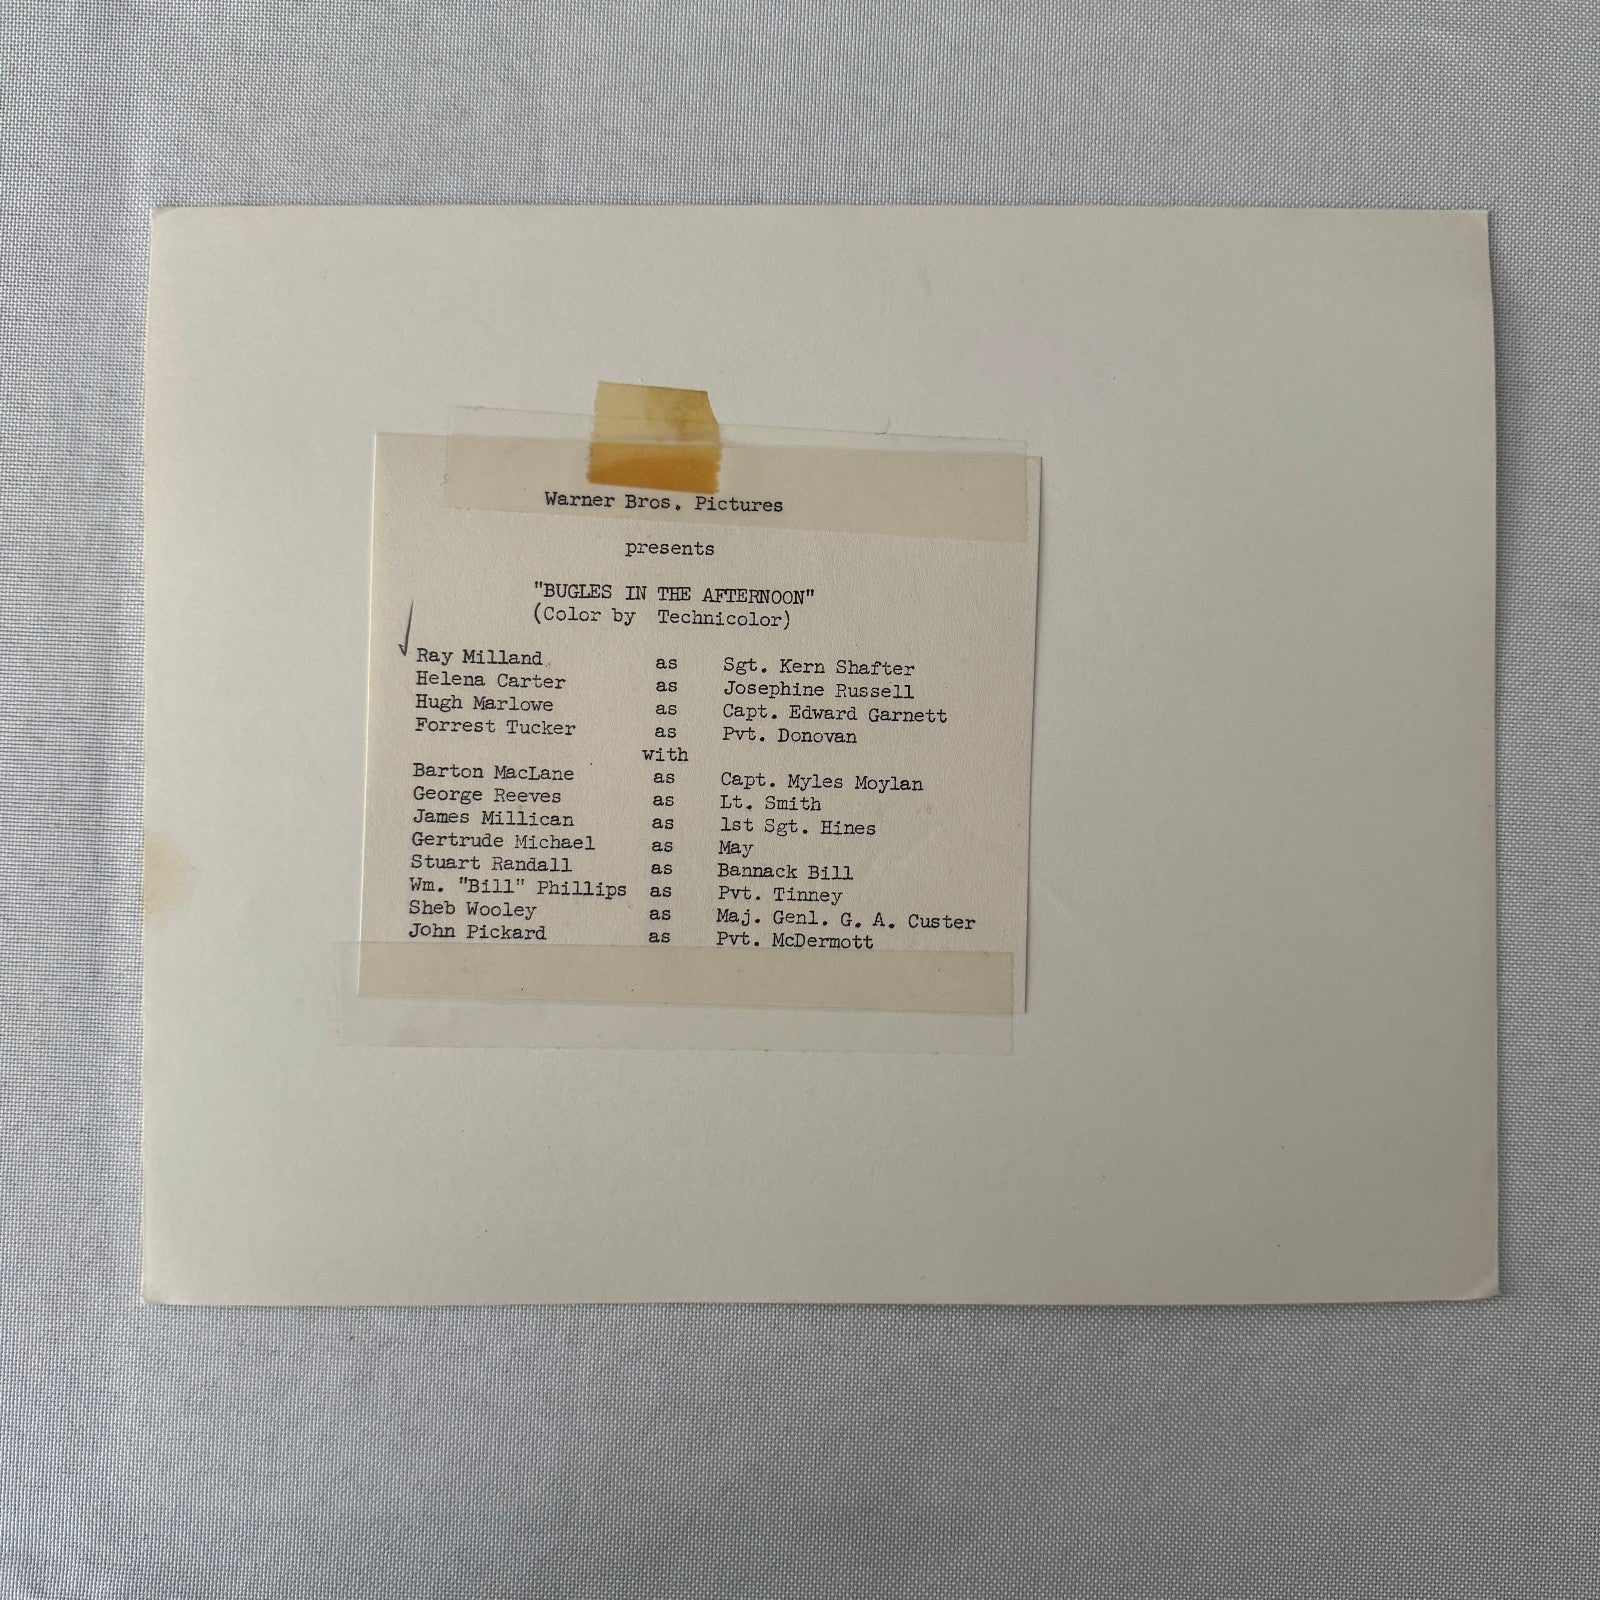 Warner Bros. Pictures
presents
"BUGLES IN THE AFTERNOON"
(Color by Technicolor)
Ray Milland as Sgt. Kern Shafter
Helena Carter as Josephine Russell
Hugh Marlowe as Capt. Edward Garnett
Forrest Tucker as Pvt. Donovan
with
Barton MacLane as Capt. Myles Moylan
George Reeves as Lt. Smith
James Millican as 1st Sgt. Hines
Gertrude Michael as May
Stuart Randall as Bannack Bill
Wm. "Bill" Phillips as Pvt. Tinney
Sheb Wooley as Maj. Genl. G. A. Custer
John Pickard as Pvt. McDermott